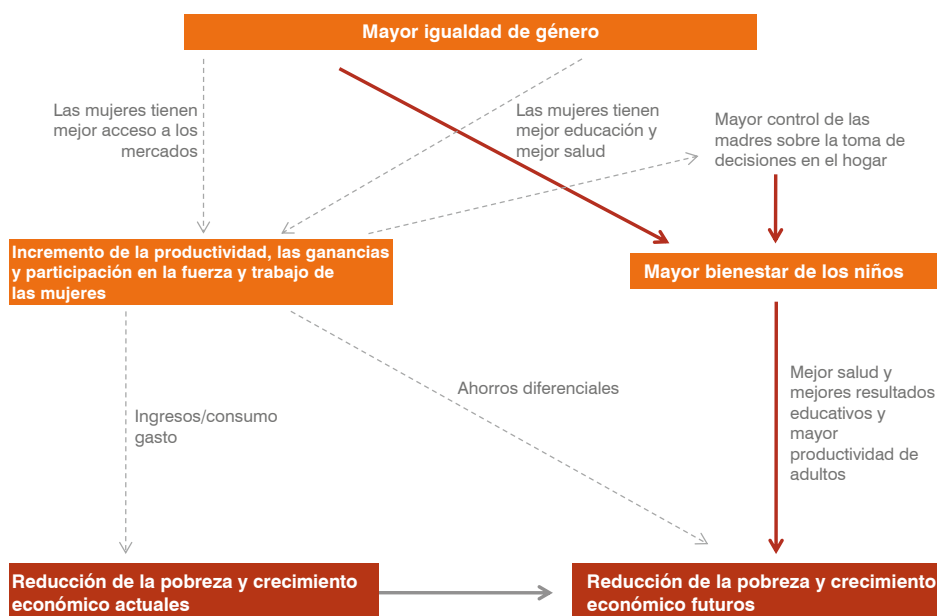 Mayor igualdad de género
Las mujeres tienen
mejor acceso a los
mercados
Las mujeres tienen
mejor educación y
mejor salud
Mayor control de las
madres sobre la toma de
decisiones en el hogar
Incremento de la productividad, las ganancias
y participación en la fuerza y trabajo de
las mujeres
Mayor bienestar de los niños
Ingresos/consumo
gasto
Ahorros diferenciales
Mejor salud y
mejores resultados
educativos y
mayor
productividad de
adultos
Reducción de la pobreza y crecimiento
económico actuales
Reducción de la pobreza y crecimiento
económico futuros